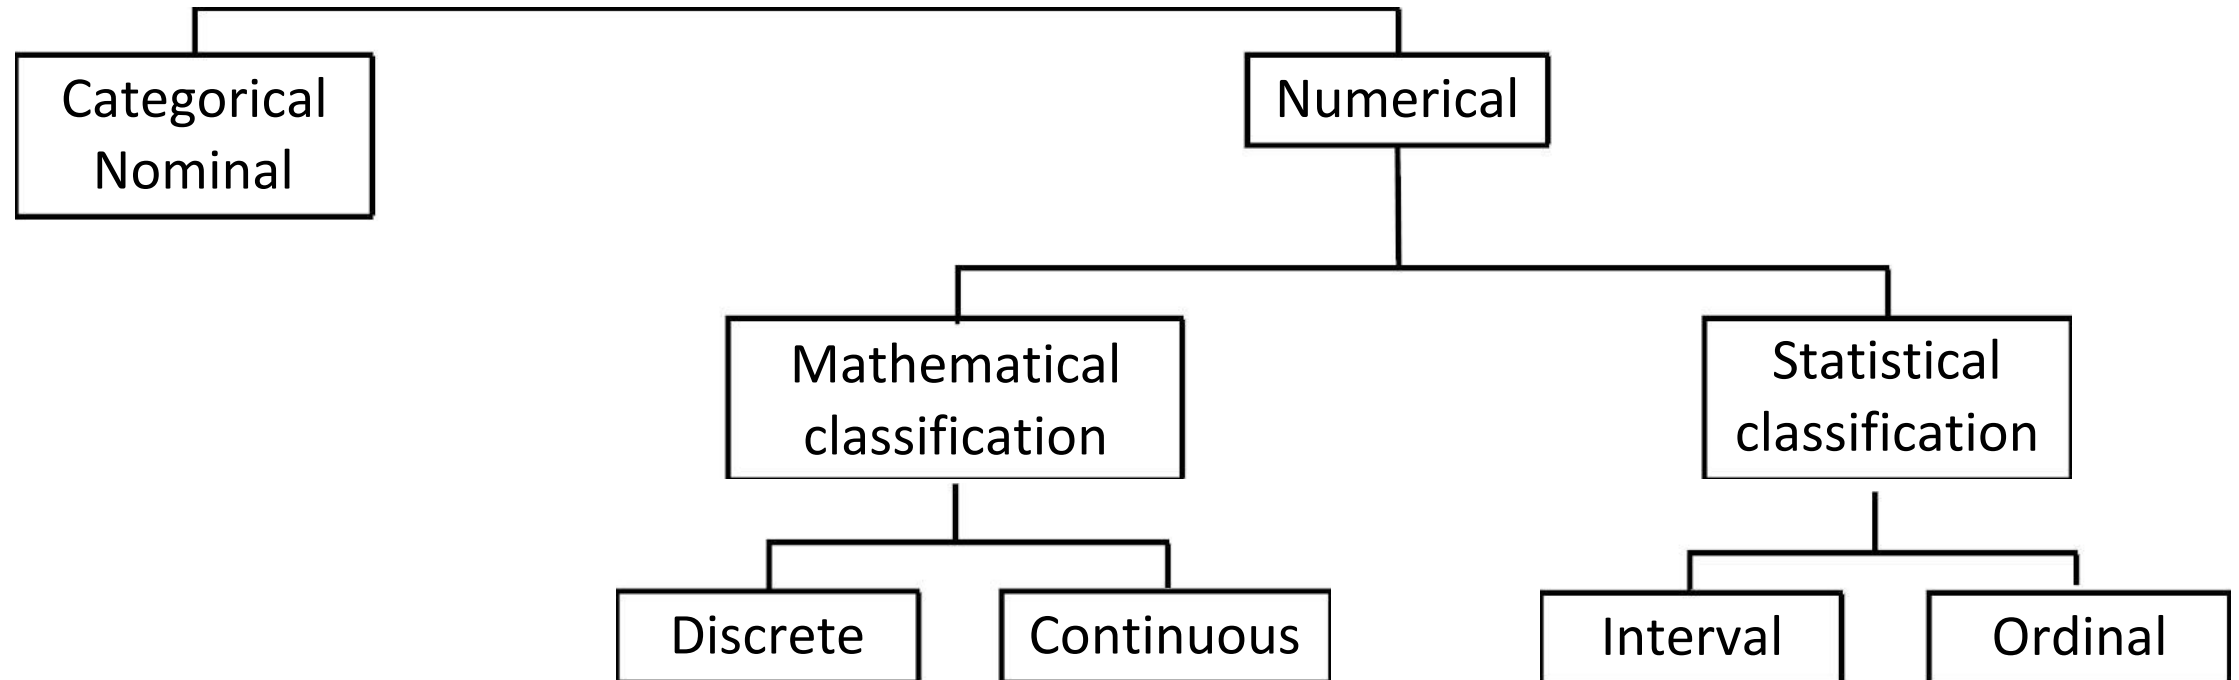 Categorical
Nominal
Numerical
Mathematical
classification
Statistical
classification
Discrete
Continuous
Interval
Ordinal